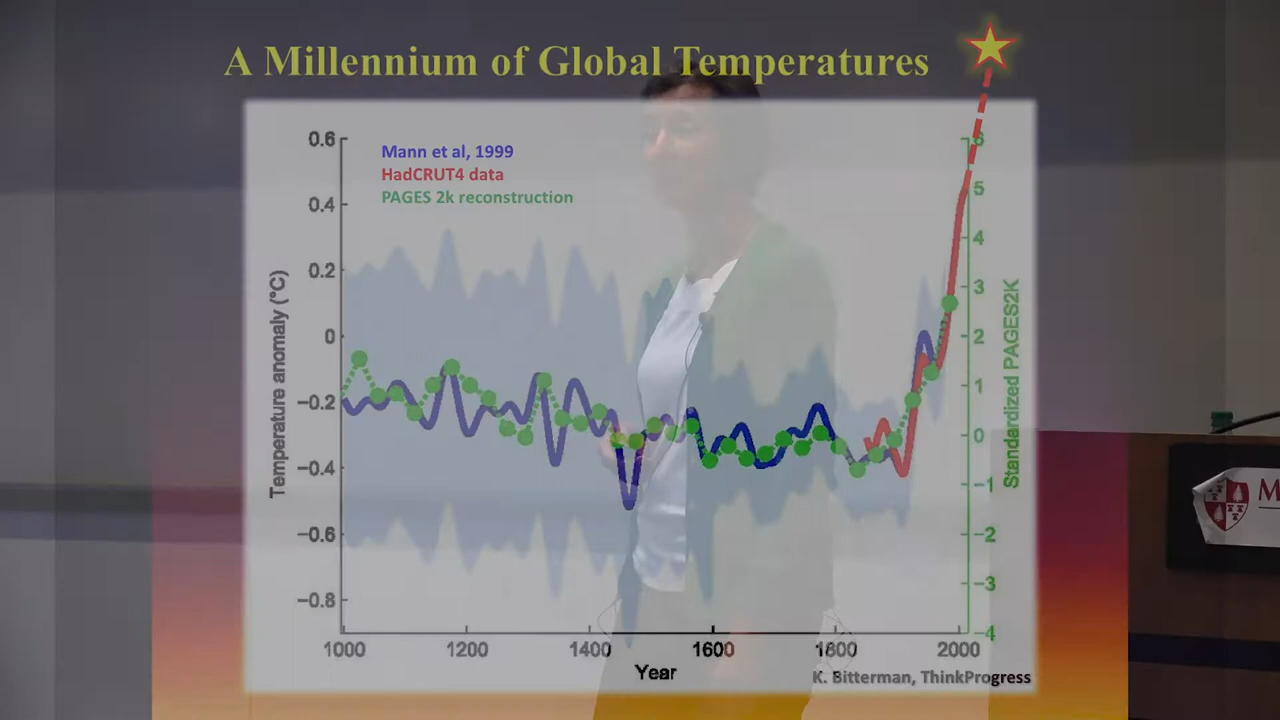 A Millennium of Global Temperatures
Mann et al, 1999
HadCRUT4 data
PAGES 2k reconstruction
Temperature anomaly (°C)
0.6
0.4
0.2
0
−0.2
−0.4
−0.6
−0.8
1000 1200 1400 1600 1800 2000
Year
6
5
4
3
2
1
0
−1
−2
−3
−4
Standardized PAGES2K
K. Bitterman, ThinkProgress
M